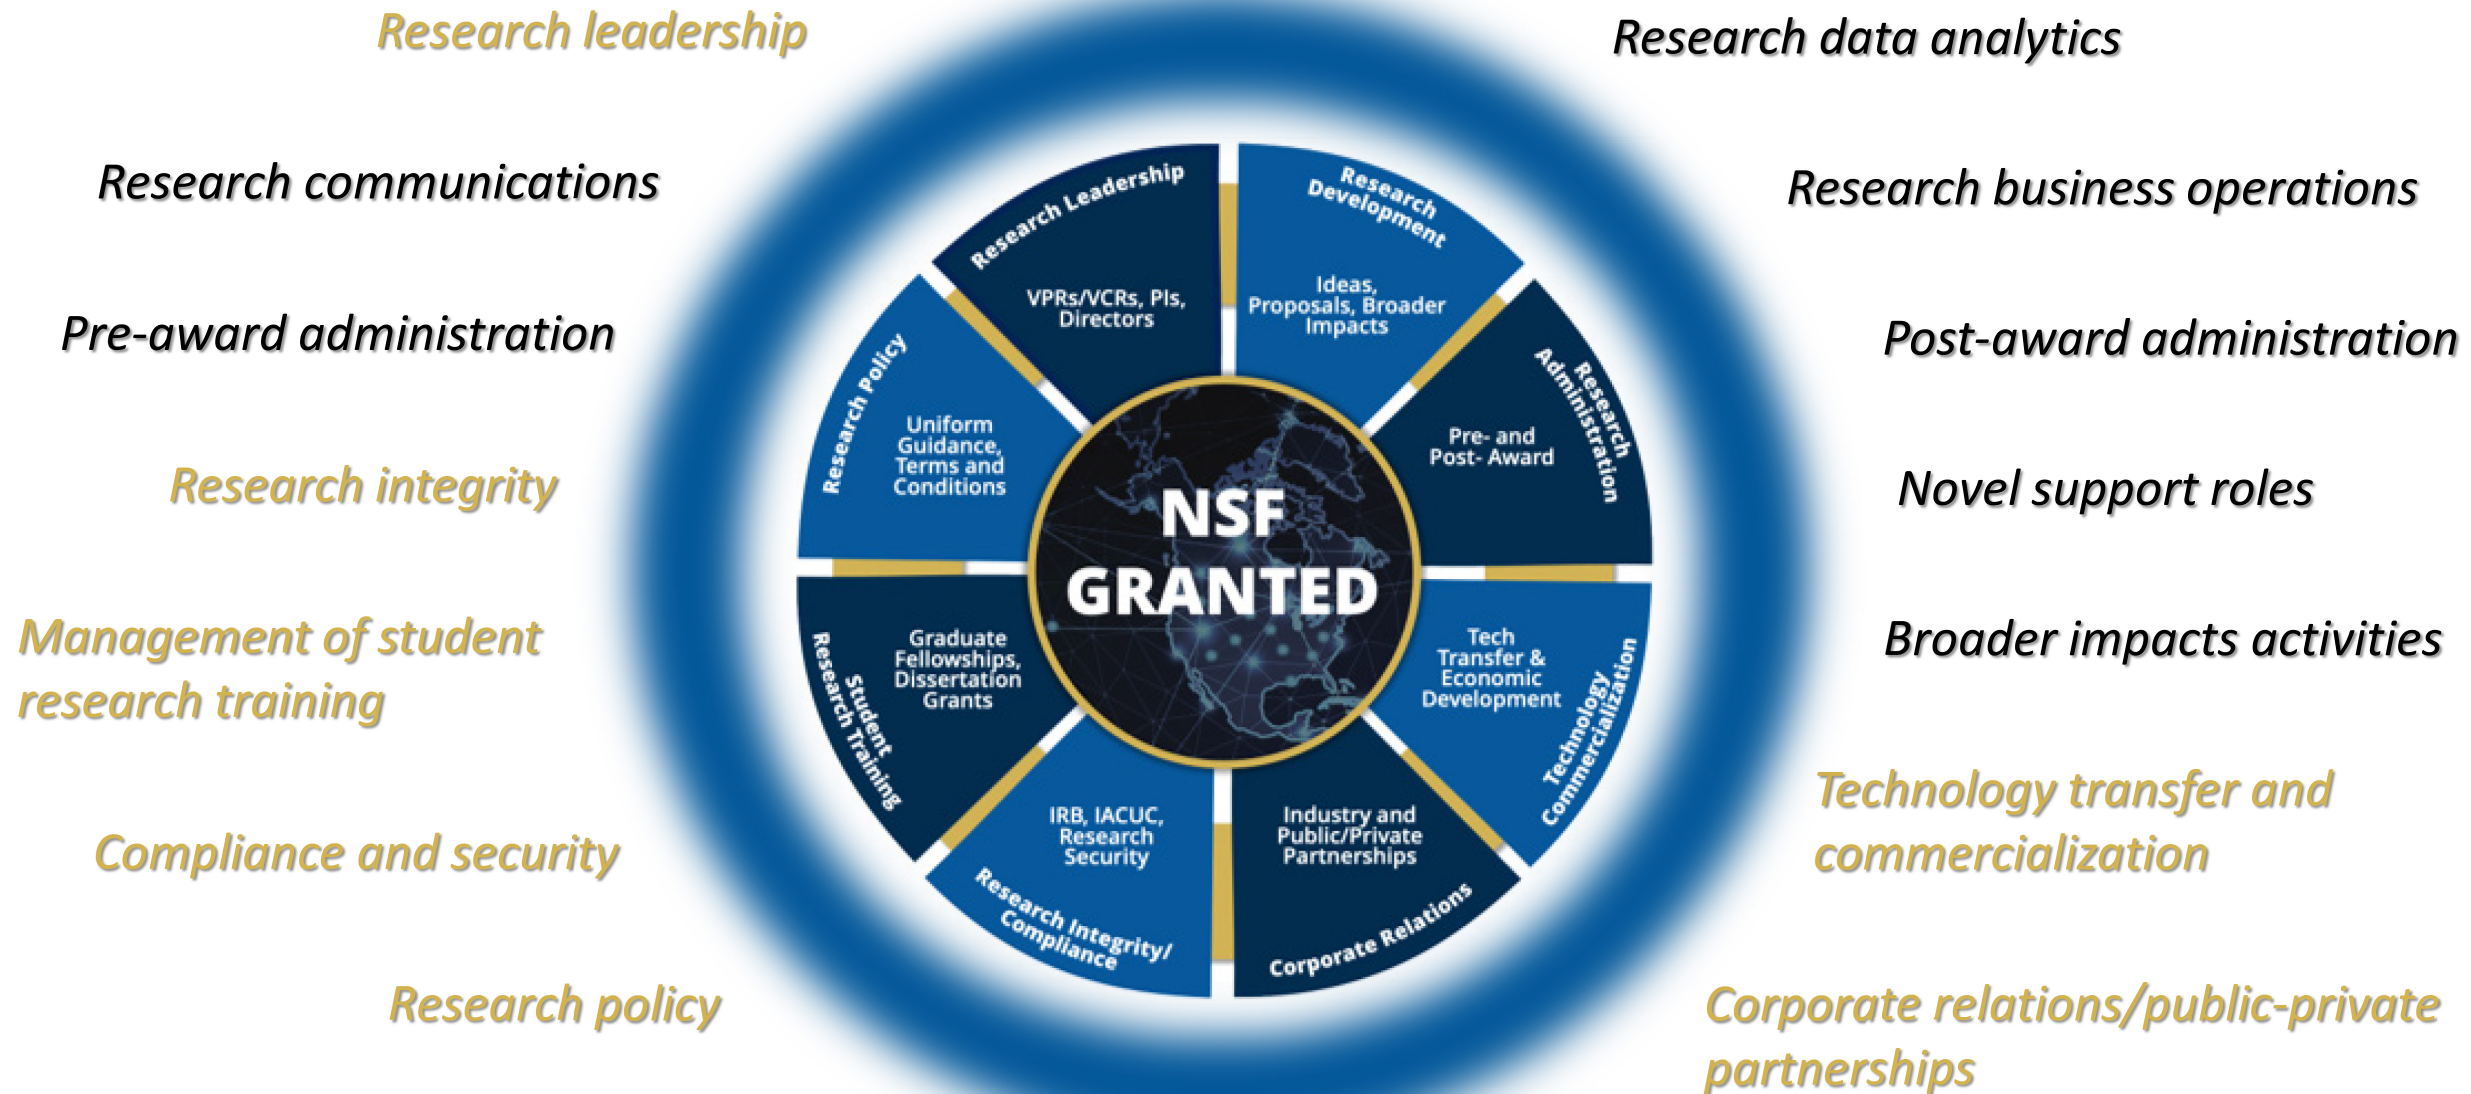 Research leadership
Research communications
Pre-award administration
Research integrity
Management of student
research training
Compliance and security
Research policy
Research Leadership
VPRs/VCRs, PIs,
Directors
Research
Development
Ideas,
Proposals, Broader
Impacts
Research
Administration
Pre- and
Post- Award
Technology
Commercialization
Tech
Transfer &
Economic
Development
Corporate Relations
Industry and
Public/Private
Partnerships
Research Integrity/
Compliance
IRB, IACUC,
Research
Security
Student
Research Training
Graduate
Fellowships,
Dissertation
Grants
Research Policy
Uniform
Guidance,
Terms and
Conditions
NSF
GRANTED
Research data analytics
Research business operations
Post-award administration
Novel support roles
Broader impacts activities
Technology transfer and
commercialization
Corporate relations/public-private
partnerships